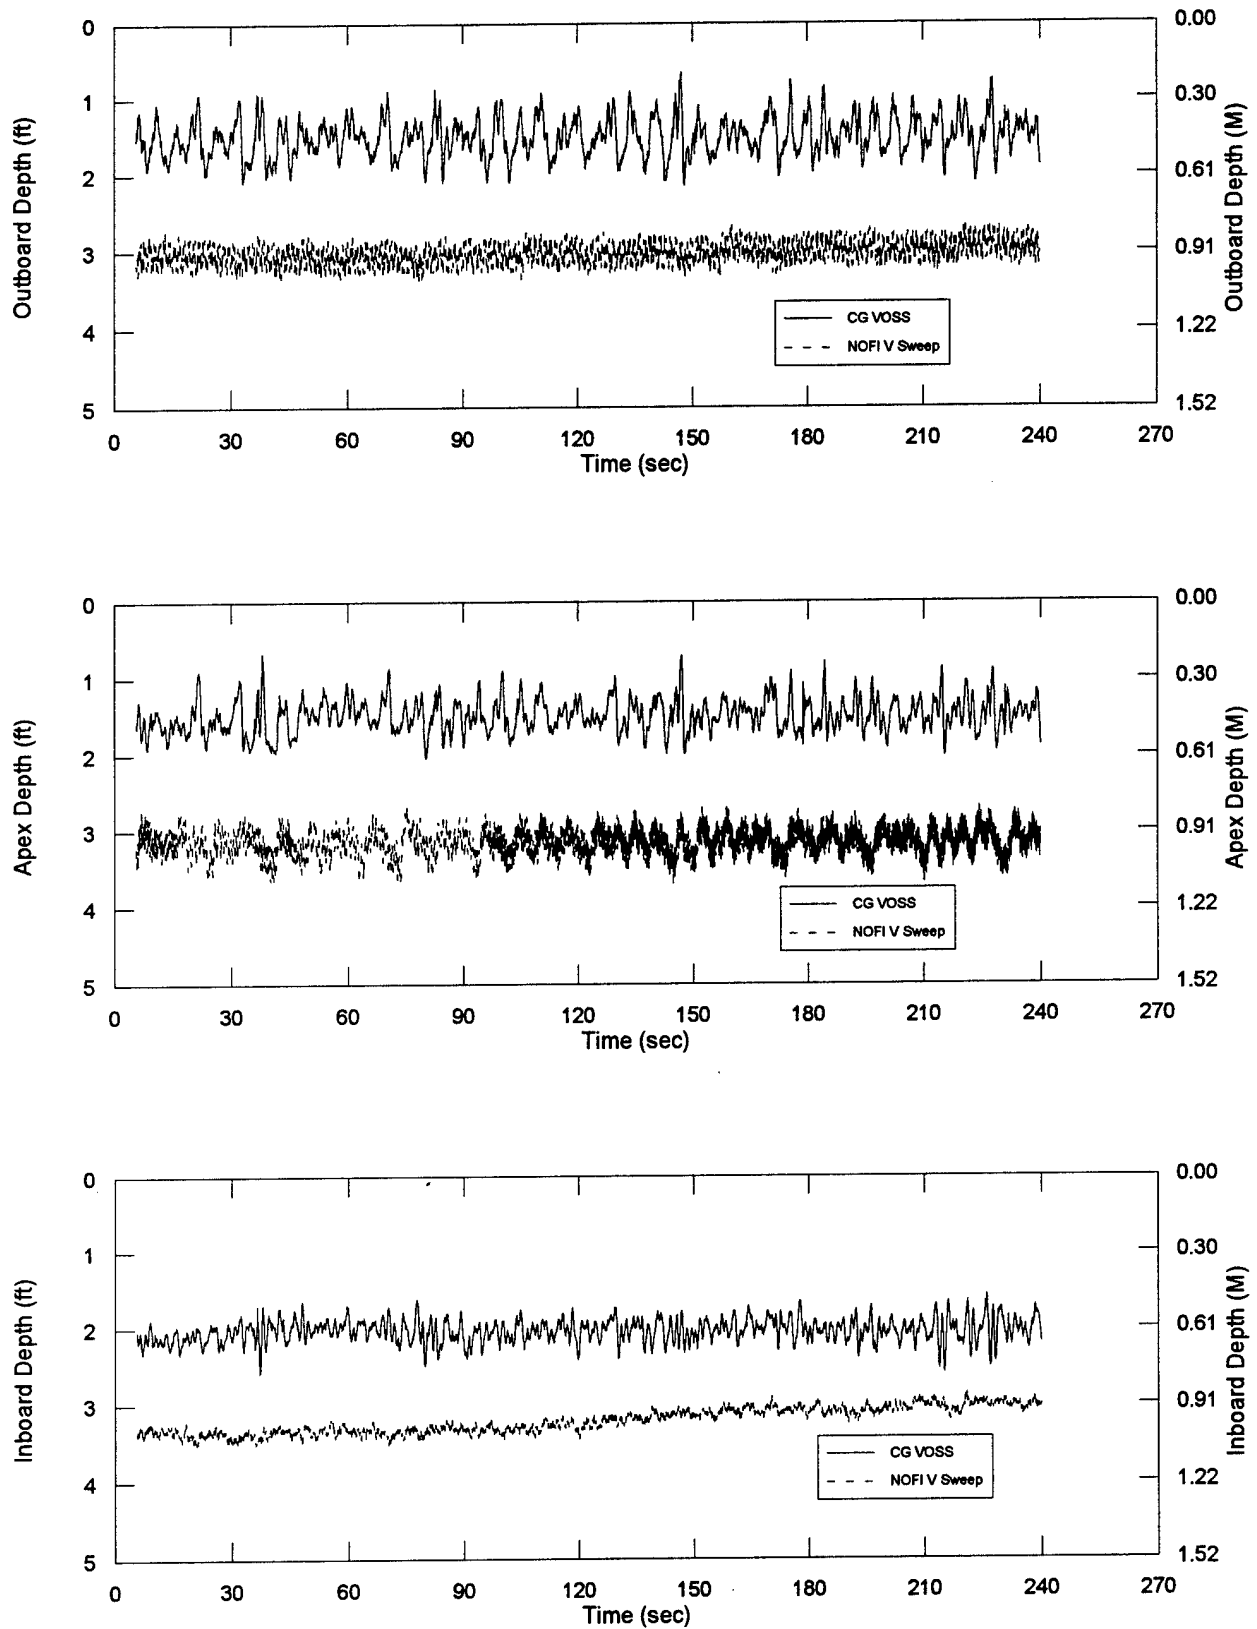 0
1
2
3
4
5
Outboard Depth (ft)
0.00
0.30
0.61
0.91
1.22
1.52
Outboard Depth (M)
CG VOSS
NOFI V Sweep
0 30 60 90 120 150 180 210 240 270
Time (sec)
0
1
2
3
4
5
Apex Depth (ft)
0.00
0.30
0.61
0.91
1.22
1.52
Apex Depth (M)
CG VOSS
NOFI V Sweep
0 30 60 90 120 150 180 210 240 270
Time (sec)
0
1
2
3
4
5
Inboard Depth (ft)
0.00
0.30
0.61
0.91
1.22
1.52
Inboard Depth (M)
CG VOSS
NOFI V Sweep
0 30 60 90 120 150 180 210 240 270
Time (sec)